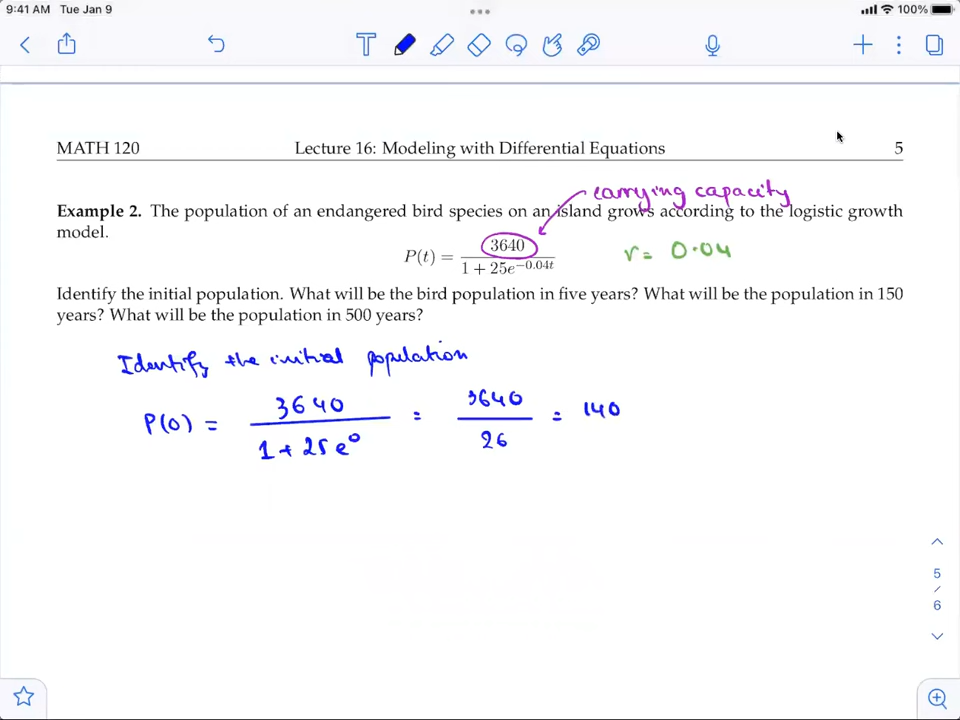 9:41 AM Tue Jan 9
100%
MATH 120 Lecture 16: Modeling with Differential Equations 5
carrying capacity
Example 2. The population of an endangered bird species on an island grows according to the logistic growth
model.
P(t) = 3640 / (1 + 25e^{−0.04t})
r = 0.04
Identify the initial population. What will be the bird population in five years? What will be the population in 150
years? What will be the population in 500 years?
Identify the initial population
P(0) = 3640 / (1 + 25e^0) = 3640 / 26 = 140
5
/
6